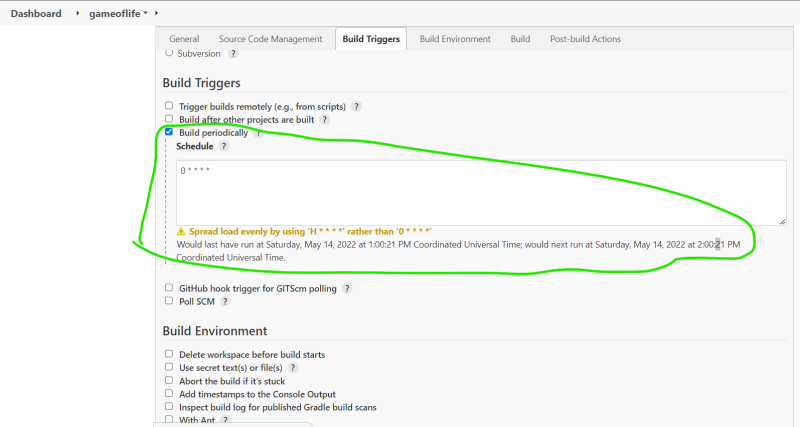 Dashboard gameoflife
General Source Code Management Build Triggers Build Environment Build Post-build Actions
Subversion ?
Build Triggers
Trigger builds remotely (e.g., from scripts) ?
Build after other projects are built ?
Build periodically ?
Schedule ?
0 * * * *
Spread load evenly by using ‘H * * * *’ rather than ‘0 * * * *’
Would last have run at Saturday, May 14, 2022 at 1:00:21 PM Coordinated Universal Time; would next run at Saturday, May 14, 2022 at 2:00:21 PM
Coordinated Universal Time.
GitHub hook trigger for GITScm polling ?
Poll SCM ?
Build Environment
Delete workspace before build starts
Use secret text(s) or file(s) ?
Abort the build if it's stuck
Add timestamps to the Console Output
Inspect build log for published Gradle build scans
With Ant ?